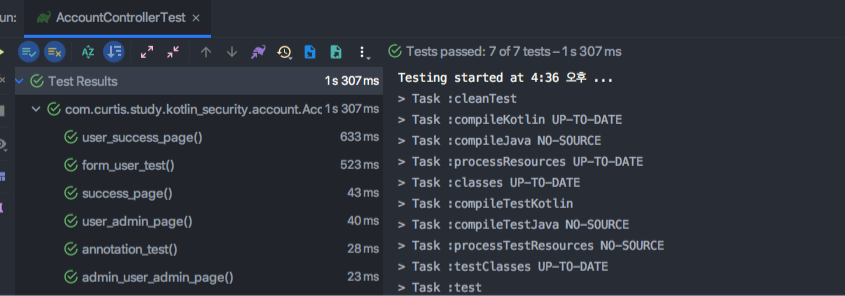 un:
AccountControllerTest ×
Tests passed: 7 of 7 tests – 1 s 307 ms
Test Results 1 s 307 ms
com.curtis.study.kotlin_security.account.Acc 1 s 307 ms
user_success_page() 633 ms
form_user_test() 523 ms
success_page() 43 ms
user_admin_page() 40 ms
annotation_test() 28 ms
admin_user_admin_page() 23 ms
Testing started at 4:36 오후 ...
> Task :cleanTest
> Task :compileKotlin UP-TO-DATE
> Task :compileJava NO-SOURCE
> Task :processResources UP-TO-DATE
> Task :classes UP-TO-DATE
> Task :compileTestKotlin
> Task :compileTestJava NO-SOURCE
> Task :processTestResources NO-SOURCE
> Task :testClasses UP-TO-DATE
> Task :test